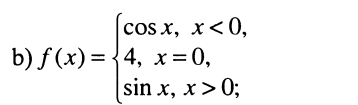 cos x, x < 0,
b) f(x) = { 4, x = 0,
sin x, x > 0;